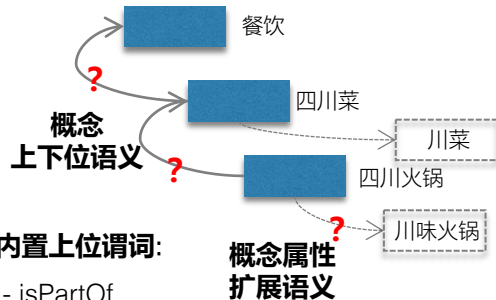 餐饮
?
四川菜
概念
上下位语义
川菜
?
四川火锅
?
川味火锅
内置上位谓词:
概念属性
扩展语义
- isPartOf